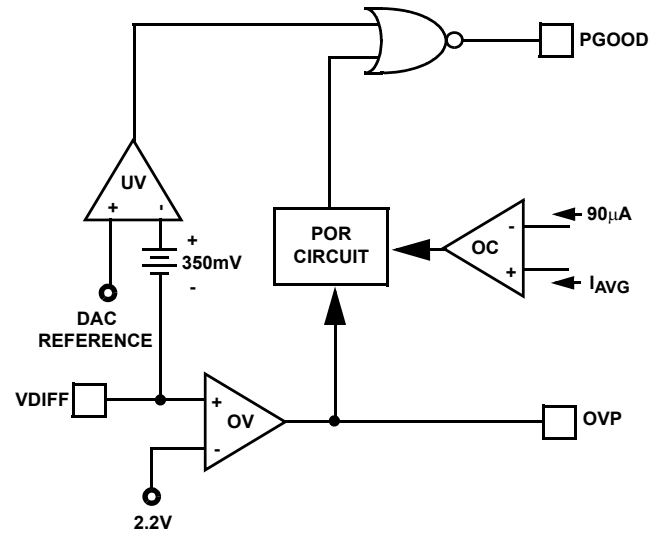 PGOOD
UV
+
-
90μA
POR
CIRCUIT
-
OC
+
IAVG
+
350mV
-
DAC
REFERENCE
VDIFF
+
OV
-
OVP
2.2V